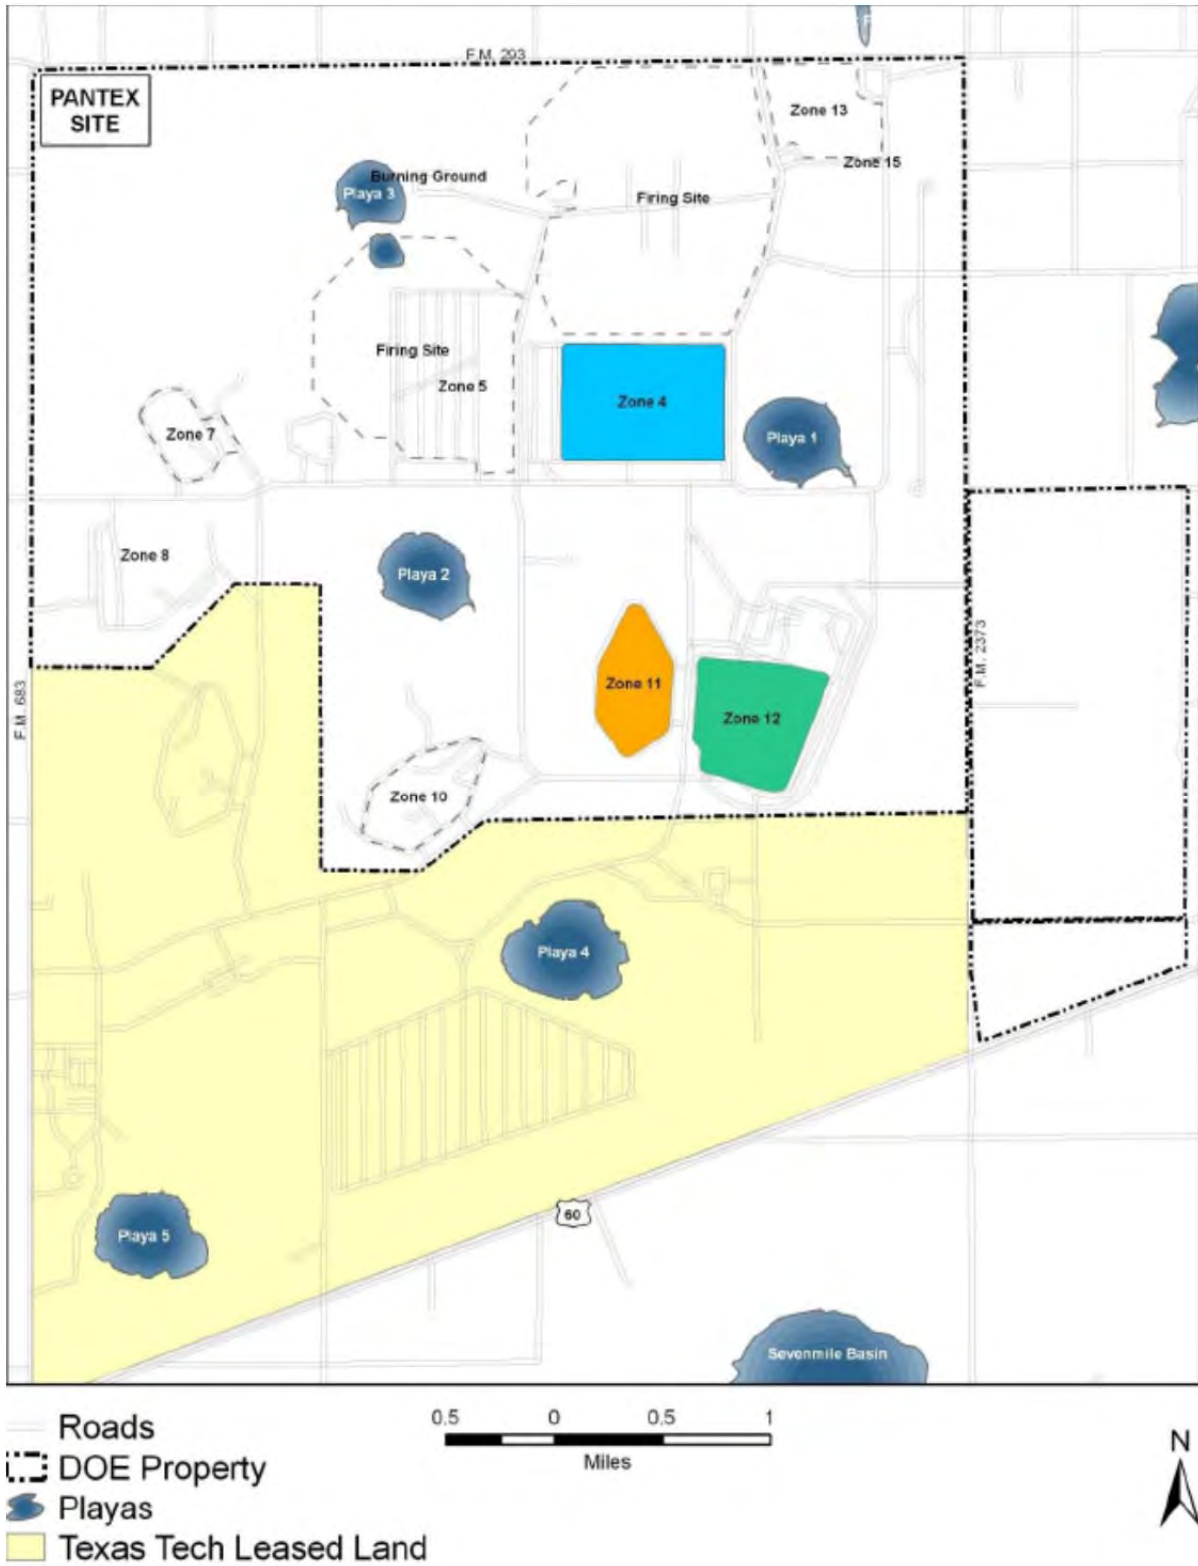 F.M. 293
PANTEX
SITE
Zone 13
Zone 15
Burning Ground
Playa 3
Firing Site
Firing Site
Zone 5
Zone 4
Zone 7
Playa 1
Zone 8
Playa 2
F.M. 2373
Zone 11
F.M. 683
Zone 12
Zone 10
Playa 4
60
Playa 5
Sevenmile Basin
0.5 0 0.5 1
Miles
N
Roads
DOE Property
Playas
Texas Tech Leased Land